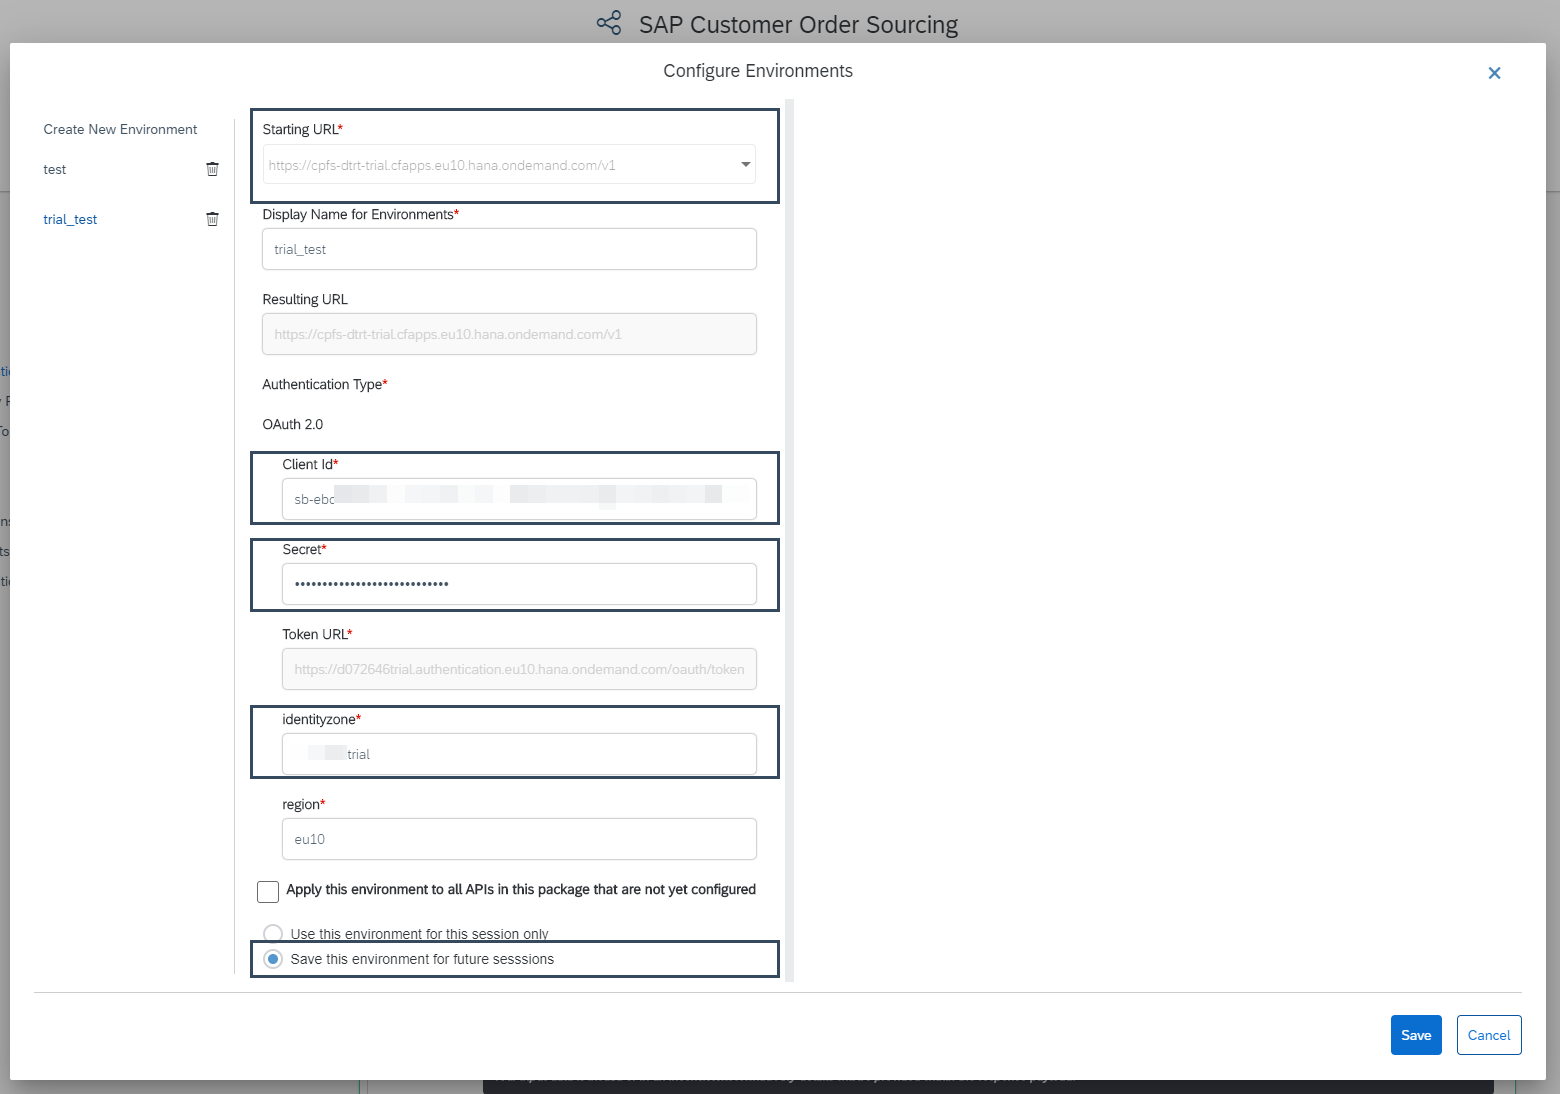 SAP Customer Order Sourcing
Configure Environments
Create New Environment
test
trial_test
Starting URL*
https://cpfs-dtrt-trial.cfapps.eu10.hana.ondemand.com/v1
Display Name for Environments*
trial_test
Resulting URL
https://cpfs-dtrt-trial.cfapps.eu10.hana.ondemand.com/v1
Authentication Type*
OAuth 2.0
Client Id*
sb-ebc
Secret*
••••••••••••••••••••••••••••
Token URL*
https://d072646trial.authentication.eu10.hana.ondemand.com/oauth/token
identityzone*
trial
region*
eu10
Apply this environment to all APIs in this package that are not yet configured
Use this environment for this session only
Save this environment for future sesssions
Save
Cancel